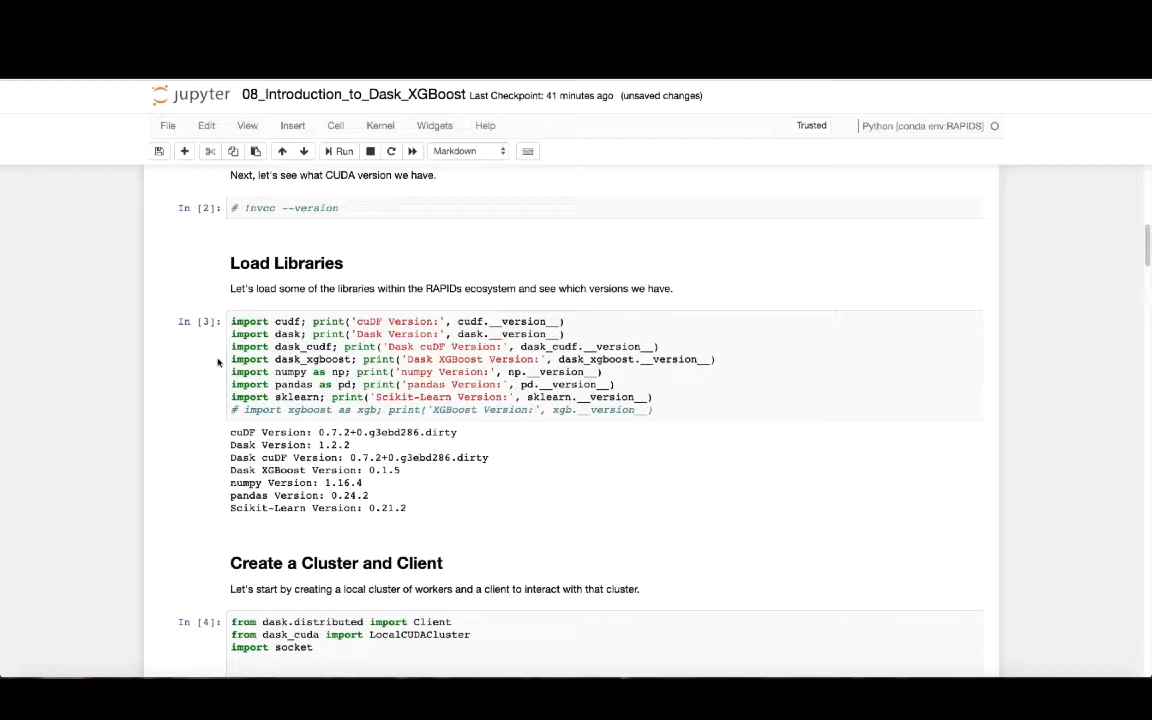 jupyter 08_Introduction_to_Dask_XGBoost Last Checkpoint: 41 minutes ago (unsaved changes)
File Edit View Insert Cell Kernel Widgets Help Trusted Python [conda env:RAPIDS]
Run Markdown
Next, let's see what CUDA version we have.
In [2]: # !nvcc --version
Load Libraries
Let's load some of the libraries within the RAPIDs ecosystem and see which versions we have.
In [3]: import cudf; print('cuDF Version:', cudf.__version__)
import dask; print('Dask Version:', dask.__version__)
import dask_cudf; print('Dask cuDF Version:', dask_cudf.__version__)
import dask_xgboost; print('Dask XGBoost Version:', dask_xgboost.__version__)
import numpy as np; print('numpy Version:', np.__version__)
import pandas as pd; print('pandas Version:', pd.__version__)
import sklearn; print('Scikit-Learn Version:', sklearn.__version__)
# import xgboost as xgb; print('XGBoost Version:', xgb.__version__)
cuDF Version: 0.7.2+0.g3ebd286.dirty
Dask Version: 1.2.2
Dask cuDF Version: 0.7.2+0.g3ebd286.dirty
Dask XGBoost Version: 0.1.5
numpy Version: 1.16.4
pandas Version: 0.24.2
Scikit-Learn Version: 0.21.2
Create a Cluster and Client
Let's start by creating a local cluster of workers and a client to interact with that cluster.
In [4]: from dask.distributed import Client
from dask_cuda import LocalCUDACluster
import socket